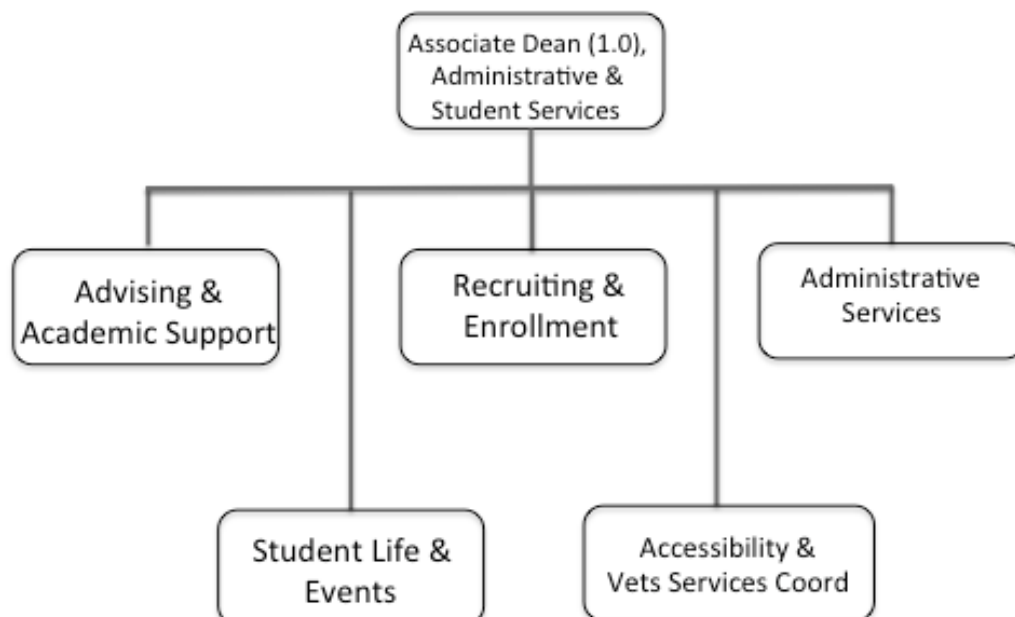 Associate Dean (1.0),
Administrative &
Student Services
Advising &
Academic Support
Recruiting &
Enrollment
Administrative
Services
Student Life &
Events
Accessibility &
Vets Services Coord